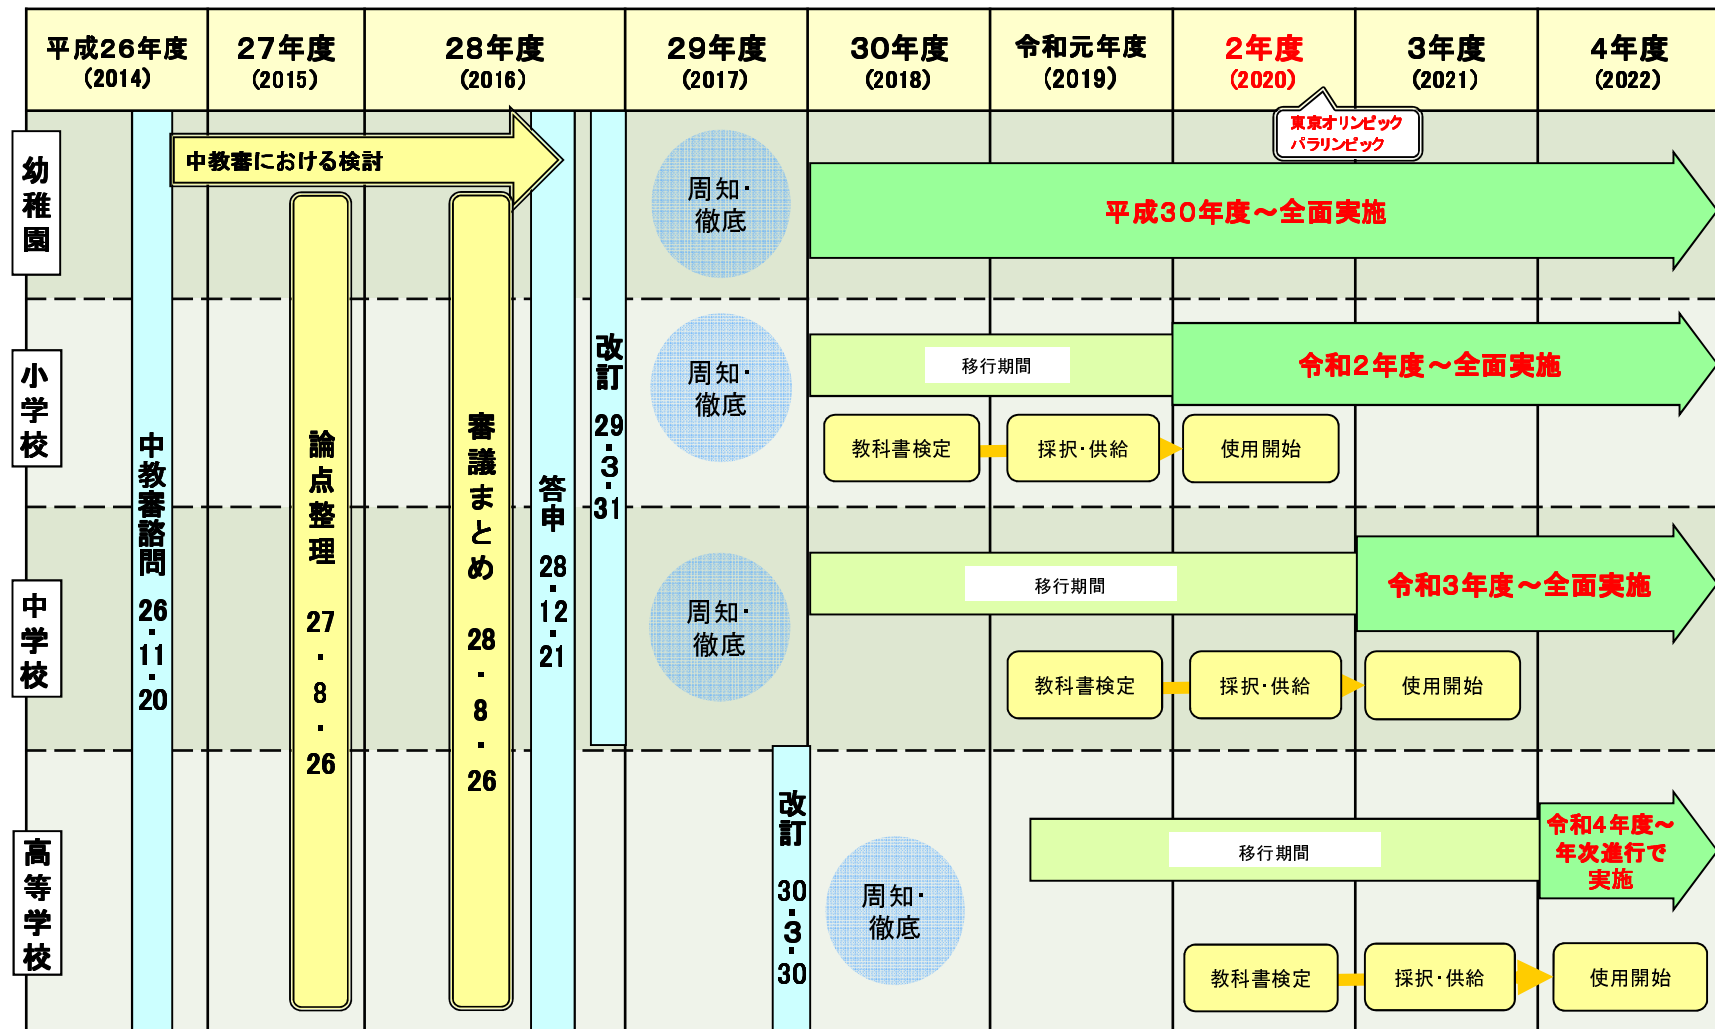 平成26年度
(2014)
27年度
(2015)
28年度
(2016)
29年度
(2017)
30年度
(2018)
令和元年度
(2019)
2年度
(2020)
3年度
(2021)
4年度
(2022)
東京オリンピック
パラリンピック
幼稚園
中教審における検討
周知・
徹底
平成30年度～全面実施
小学校
周知・
徹底
移行期間
令和2年度～全面実施
教科書検定
採択・供給
使用開始
中教審諮問 26・11・20
論点整理 27・8・26
審議まとめ 28・8・26
答申 28・12・21
改訂 29・3・31
中学校
周知・
徹底
移行期間
令和3年度～全面実施
教科書検定
採択・供給
使用開始
高等学校
改訂 30・3・30
周知・
徹底
移行期間
令和4年度～
年次進行で
実施
教科書検定
採択・供給
使用開始